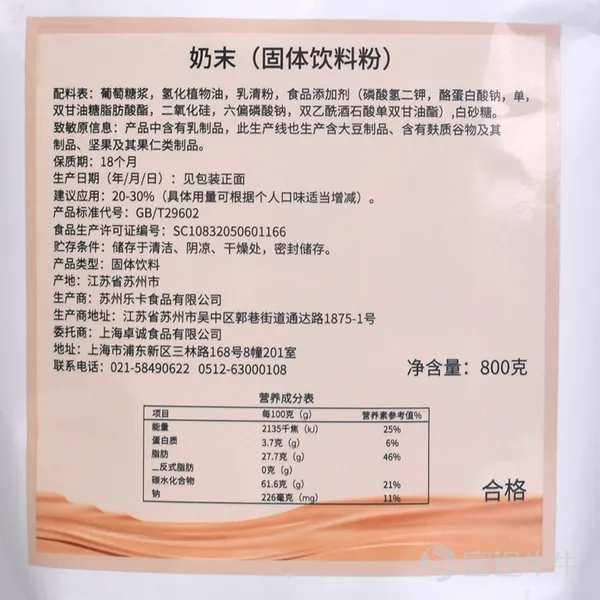 奶末（固体饮料粉）
配料表：葡萄糖浆，氢化植物油，乳清粉，食品添加剂（磷酸氢二钾，酪蛋白酸钠，单，
双甘油糖脂肪酸酯，二氧化硅，六偏磷酸钠，双乙酰酒石酸单双甘油酯）,白砂糖。
致敏原信息：产品中含有乳制品，此生产线也生产含大豆制品、含有麸质谷物及其
制品、坚果及其果仁类制品。
保质期：18个月
生产日期（年/月/日）：见包装正面
建议应用：20-30%（具体用量可根据个人口味适当增减）。
产品标准代号：GB/T29602
食品生产许可证编号：SC10832050601166
贮存条件：储存于清洁、阴凉、干燥处，密封储存。
产品类型：固体饮料
产地：江苏省苏州市
生产商：苏州乐卡食品有限公司
生产商地址：江苏省苏州市吴中区郭巷街道通达路1875-1号
委托商：上海卓诚食品有限公司
地址：上海市浦东新区三林路168号8幢201室
联系电话：021-58490622 0512-63000108
净含量：800克
营养成分表
项目 每100克（g） 营养素参考值%
能量 2135千焦（kJ） 25%
蛋白质 3.7克（g） 6%
脂肪 27.7克（g） 46%
—反式脂肪 0克（g）
碳水化合物 61.6克（g） 21%
钠 226毫克（mg） 11%
合格